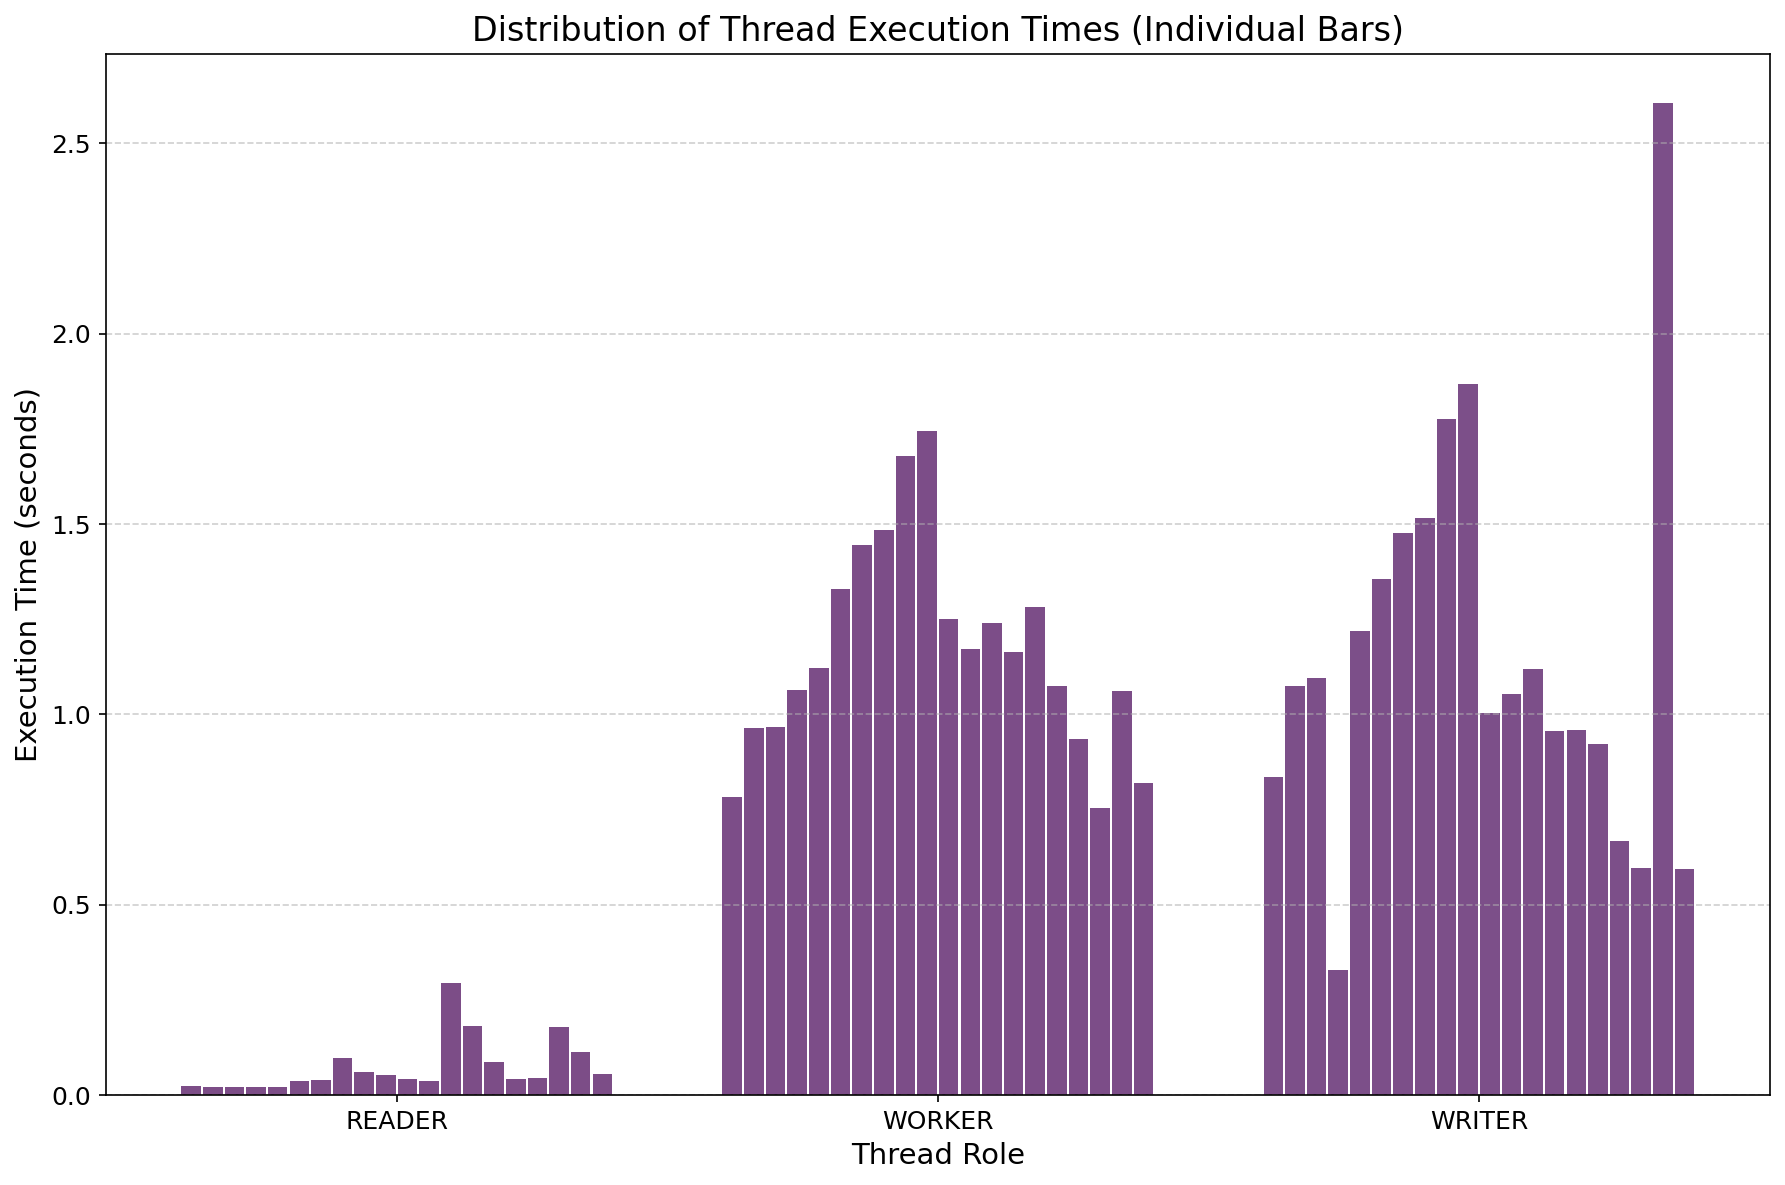 Distribution of Thread Execution Times (Individual Bars)
Execution Time (seconds)
2.5
2.0
1.5
1.0
0.5
0.0
READER WORKER WRITER
Thread Role